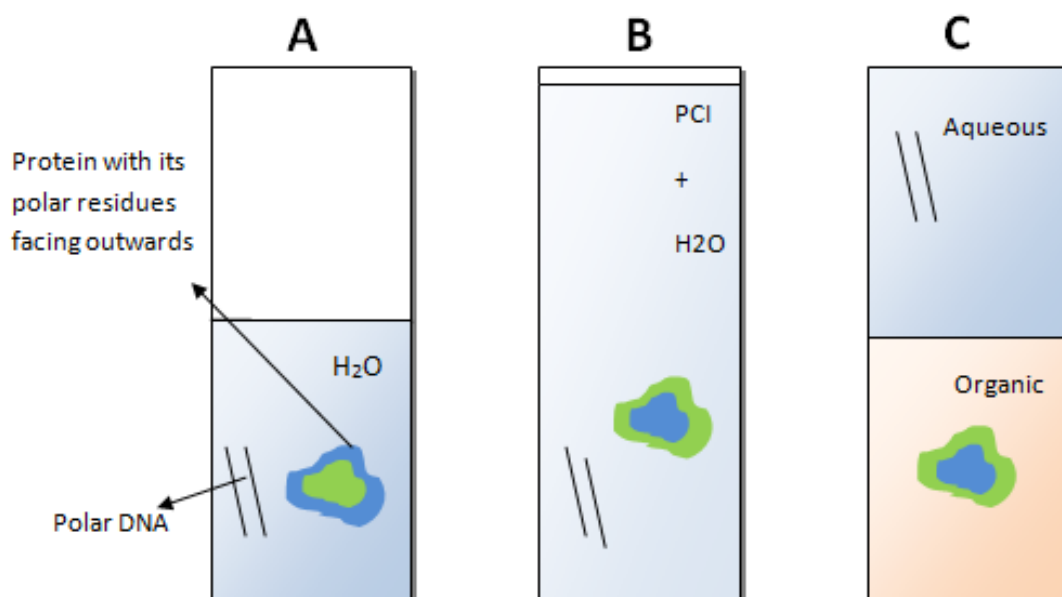 A
B
C
Protein with its
polar residues
facing outwards
H₂O
Polar DNA
PCI
+
H2O
Aqueous
Organic